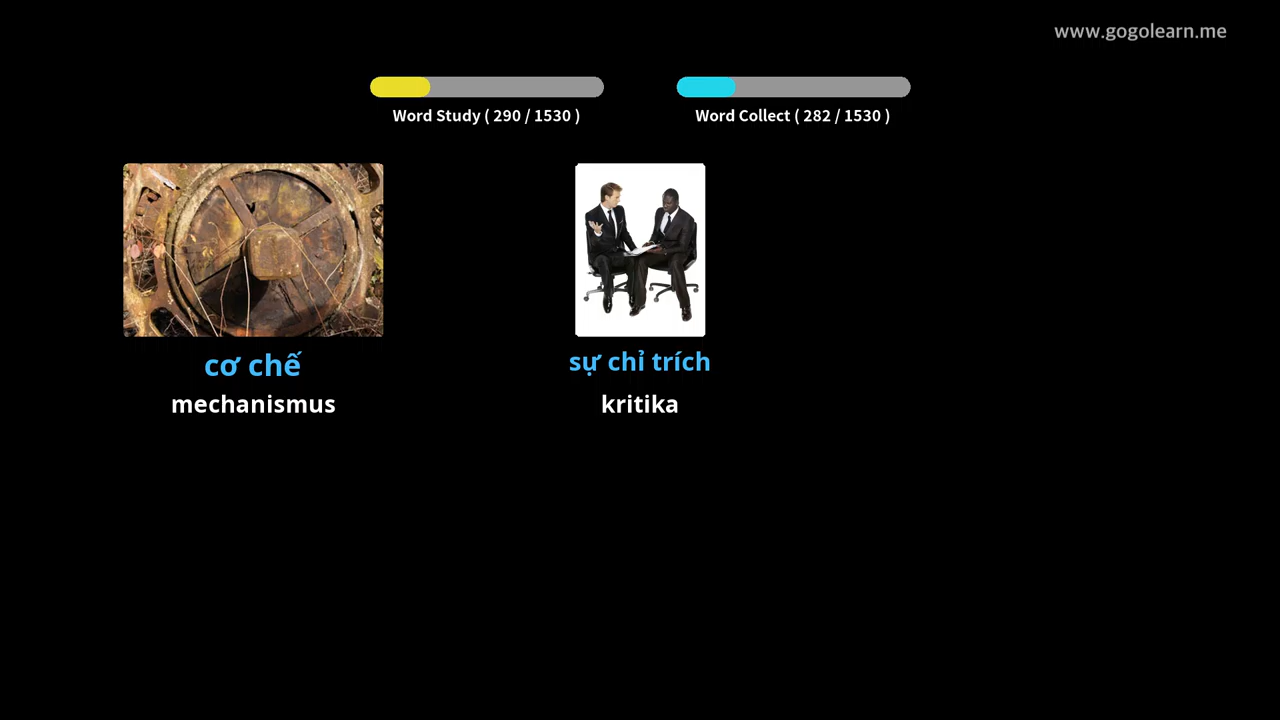 www.gogolearn.me
Word Study ( 290 / 1530 )
Word Collect ( 282 / 1530 )
cơ chế
mechanismus
sự chỉ trích
kritika